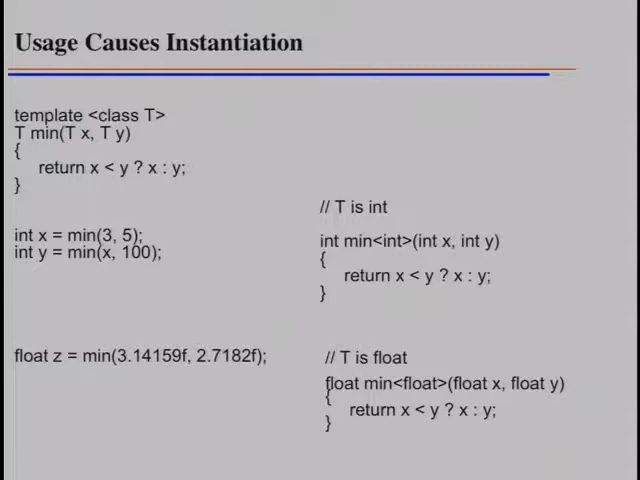 Usage Causes Instantiation
template <class T>
T min(T x, T y)
{
return x < y ? x : y;
}
int x = min(3, 5);
int y = min(x, 100);
// T is int
int min<int>(int x, int y)
{
return x < y ? x : y;
}
float z = min(3.14159f, 2.7182f);
// T is float
float min<float>(float x, float y)
{
return x < y ? x : y;
}